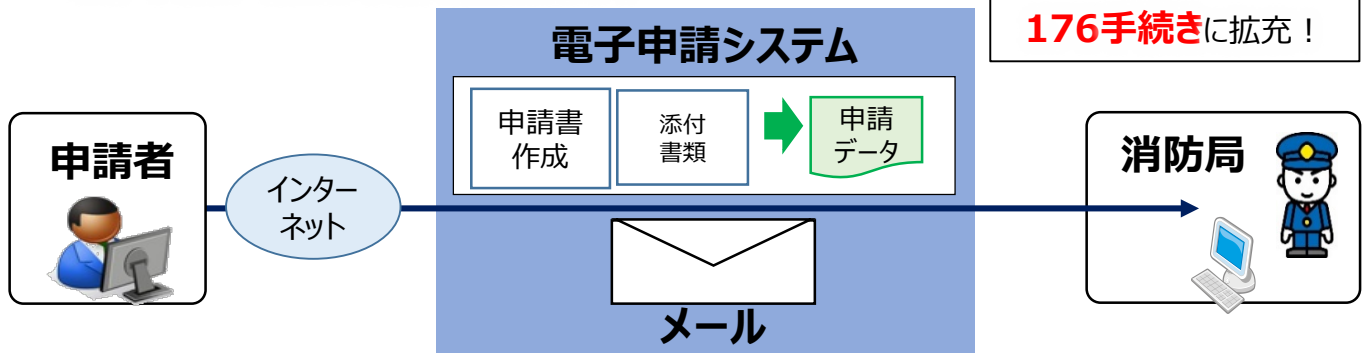 176手続きに拡充！
電子申請システム
申請書
作成
添付
書類
申請
データ
申請者
インター
ネット
消防局
メール